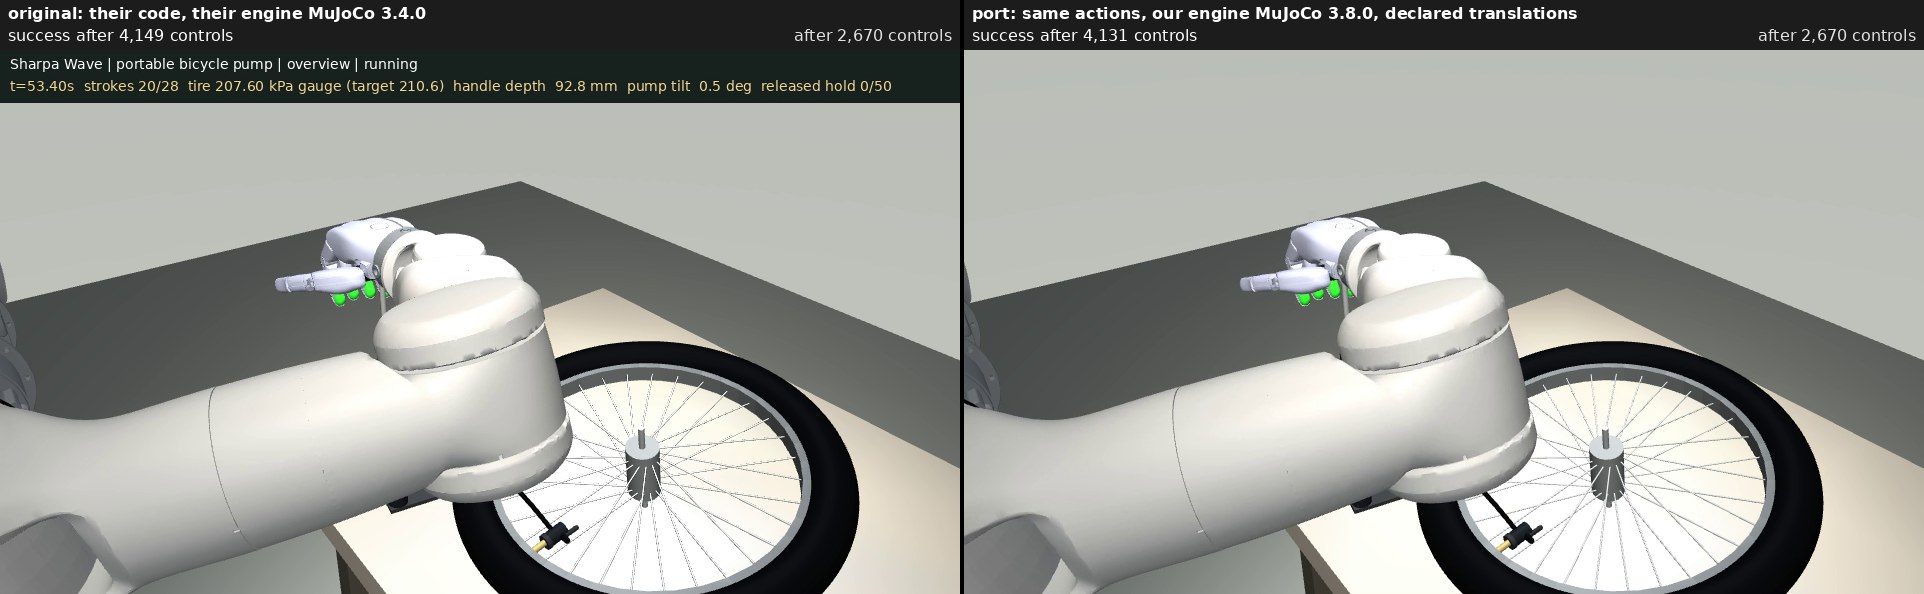 original: their code, their engine MuJoCo 3.4.0
success after 4,149 controls
after 2,670 controls
Sharpa Wave | portable bicycle pump | overview | running
t=53.40s  strokes 20/28  tire 207.60 kPa gauge (target 210.6)  handle depth  92.8 mm  pump tilt  0.5 deg  released hold 0/50
port: same actions, our engine MuJoCo 3.8.0, declared translations
success after 4,131 controls
after 2,670 controls